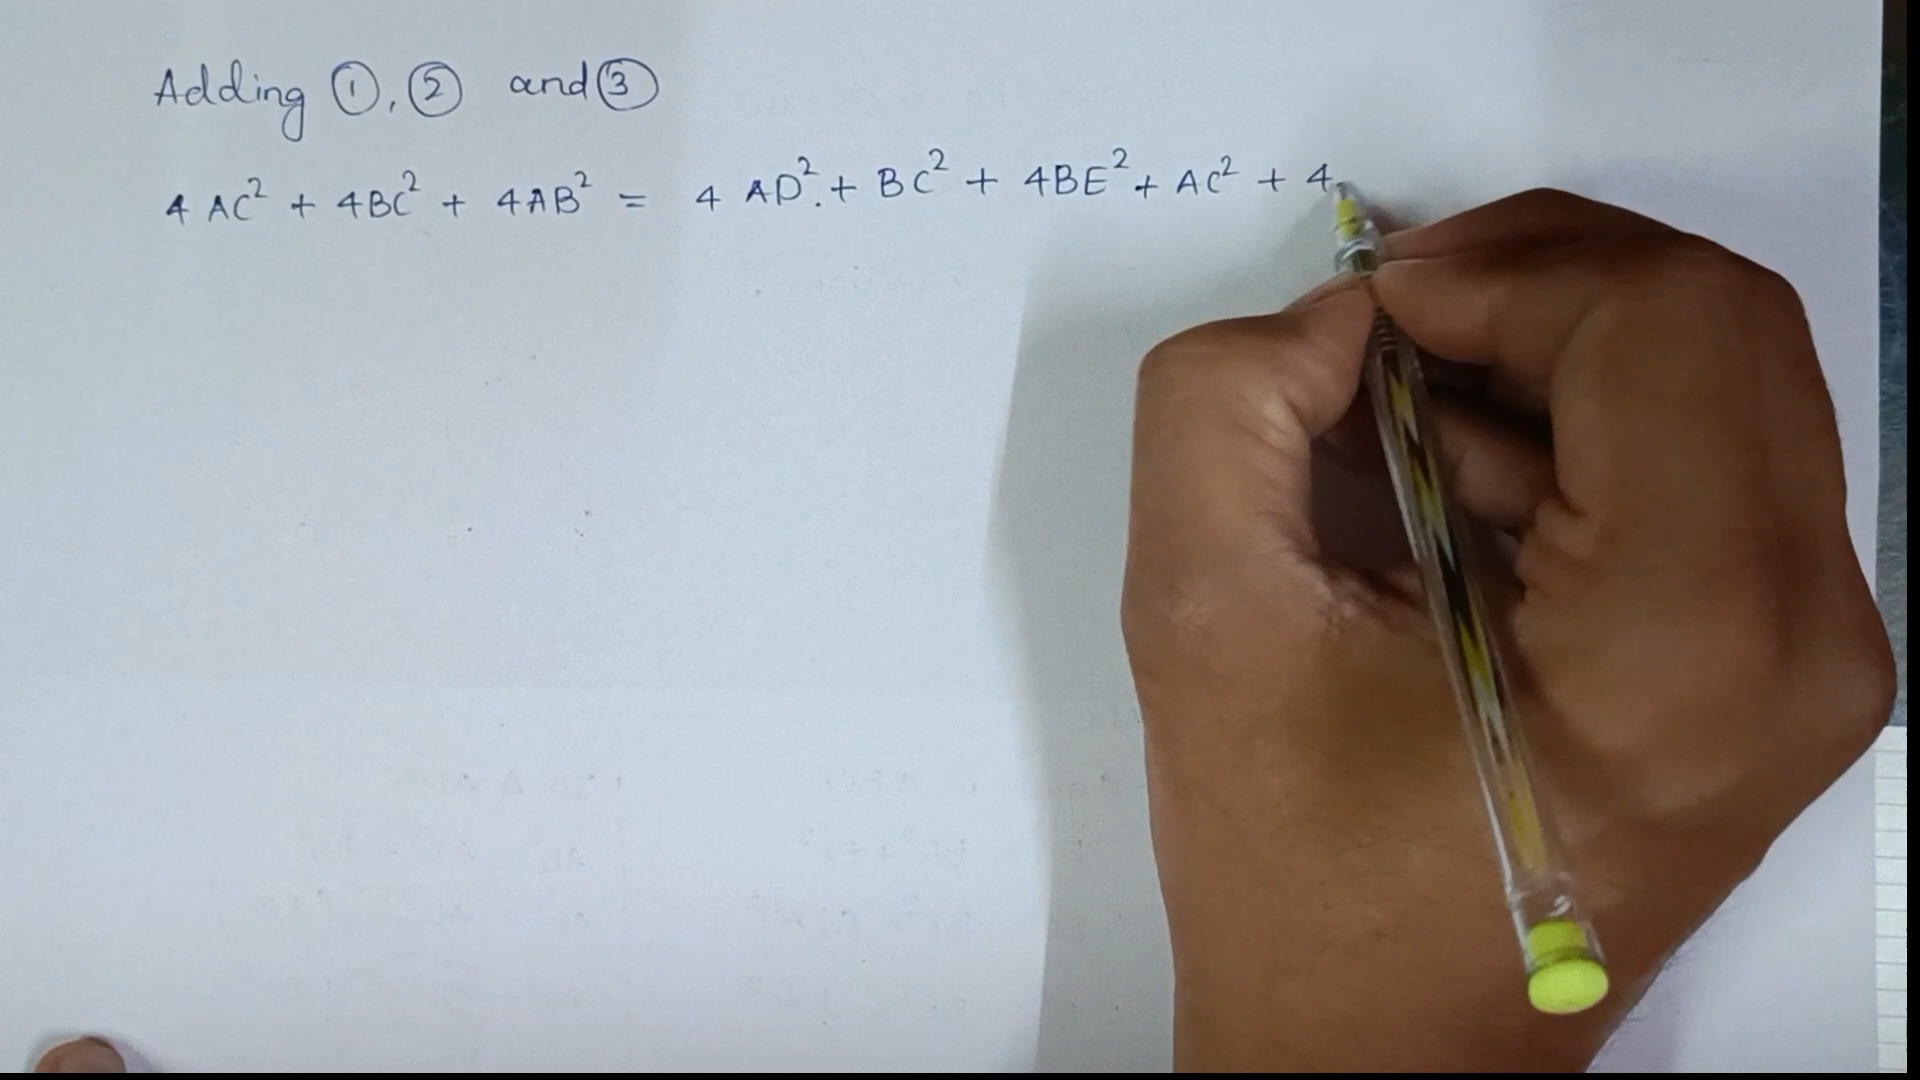 Adding ①, ② and ③
4 AC² + 4BC² + 4AB² = 4 AD². + BC² + 4BE² + AC² + 4